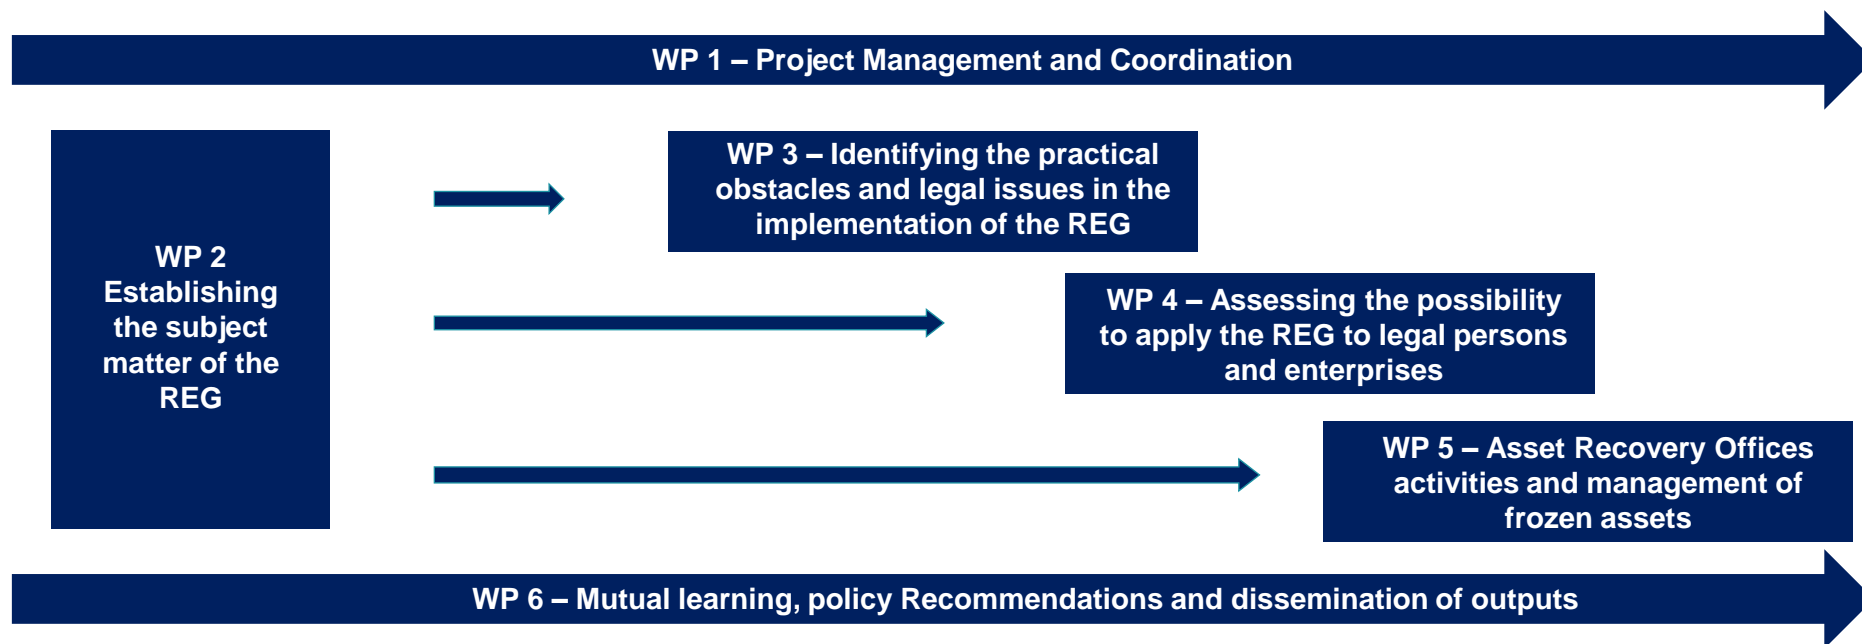 WP 1 – Project Management and Coordination
WP 2
Establishing
the subject
matter of the
REG
WP 3 – Identifying the practical
obstacles and legal issues in the
implementation of the REG
WP 4 – Assessing the possibility
to apply the REG to legal persons
and enterprises
WP 5 – Asset Recovery Offices
activities and management of
frozen assets
WP 6 – Mutual learning, policy Recommendations and dissemination of outputs